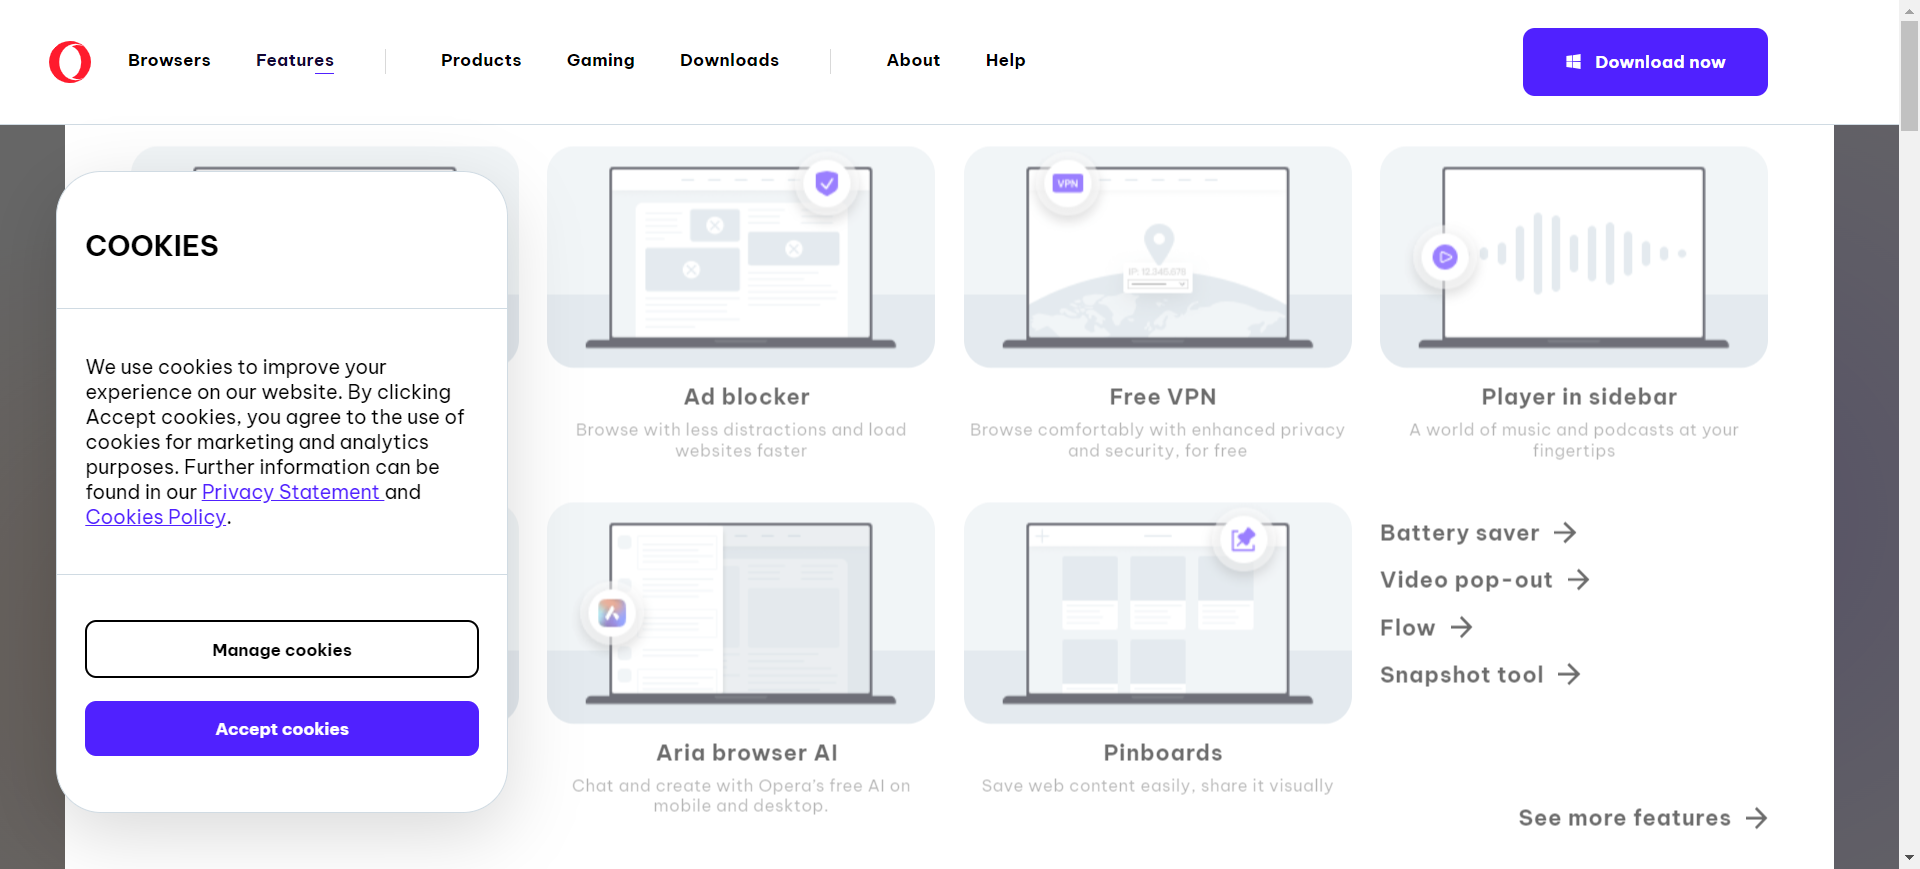 Browsers
Features
Products
Gaming
Downloads
About
Help
Download now
COOKIES
We use cookies to improve your
experience on our website. By clicking
Accept cookies, you agree to the use of
cookies for marketing and analytics
purposes. Further information can be
found in our Privacy Statement and
Cookies Policy.
Manage cookies
Accept cookies
Ad blocker
Browse with less distractions and load
websites faster
VPN
IP: 12.345.678
Free VPN
Browse comfortably with enhanced privacy
and security, for free
Player in sidebar
A world of music and podcasts at your
fingertips
Aria browser AI
Chat and create with Opera's free AI on
mobile and desktop.
Pinboards
Save web content easily, share it visually
Battery saver
Video pop-out
Flow
Snapshot tool
See more features